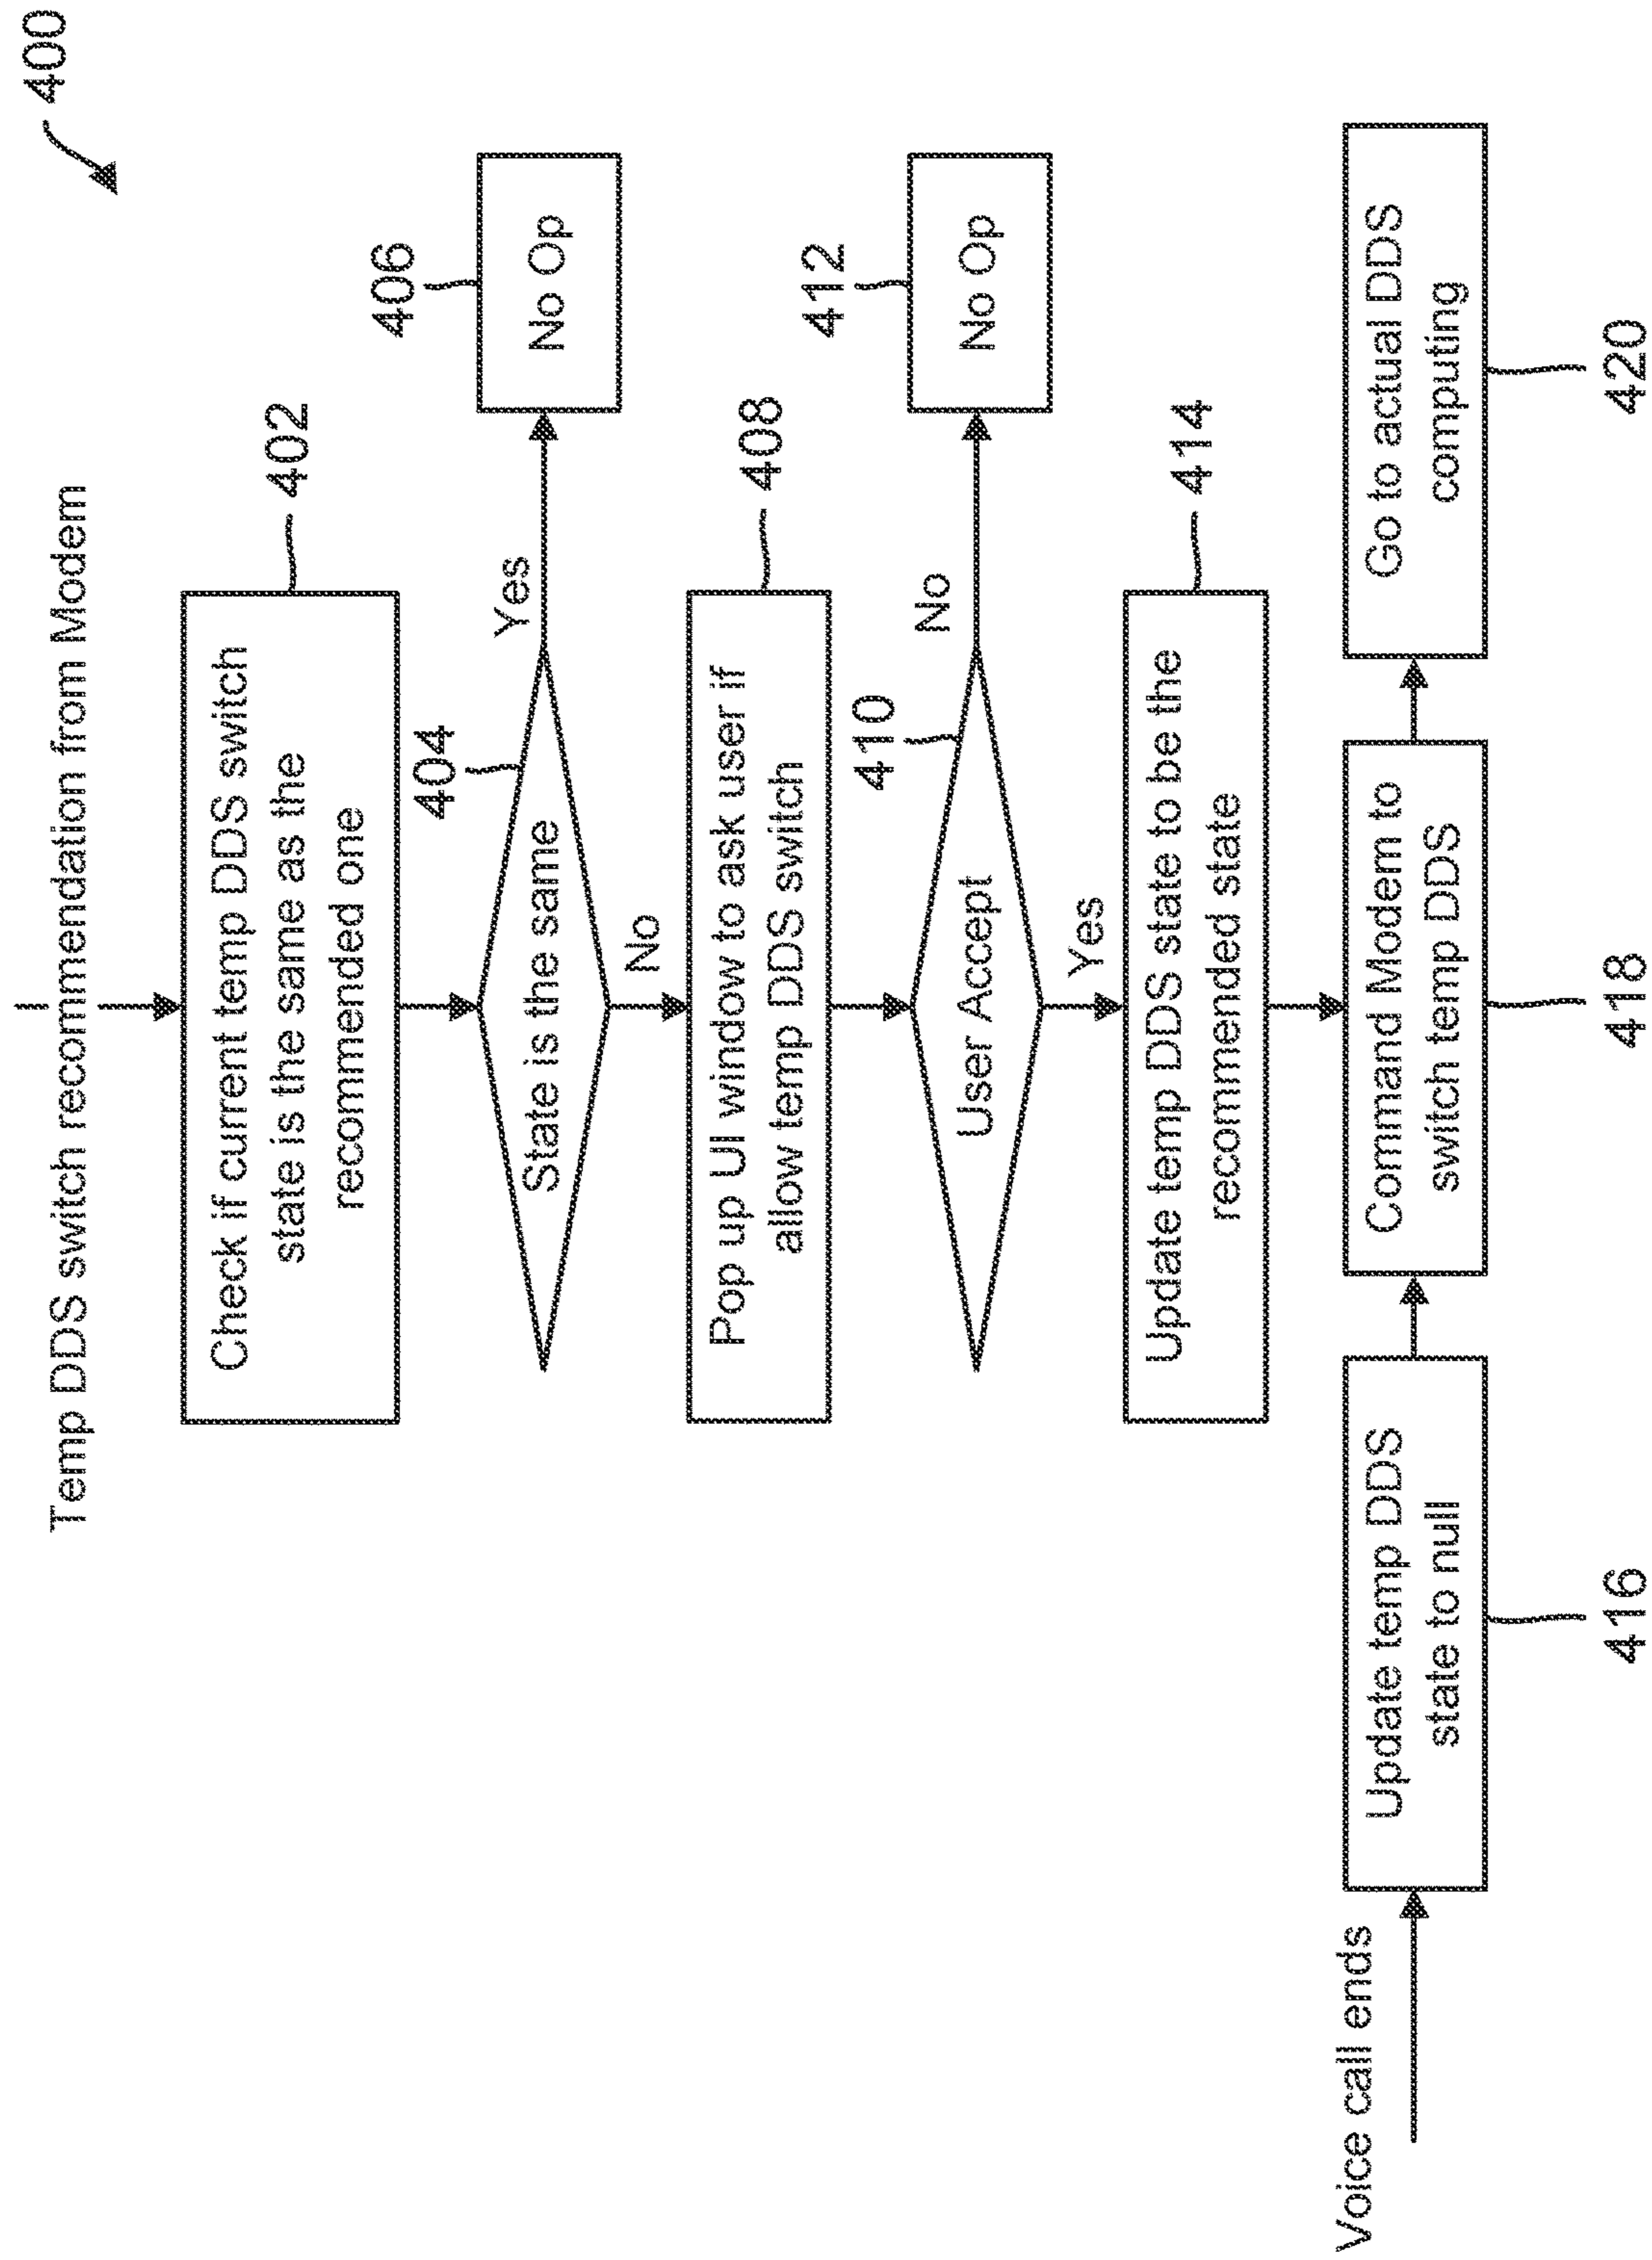 400
Temp DDS switch recommendation from Modem
402
Check if current temp DDS switch
state is the same as the
recommended one
404
State is the same
Yes
406
No Op
No
408
Pop up UI window to ask user if
allow temp DDS switch
410
User Accept
No
412
No Op
Yes
414
Update temp DDS state to be the
recommended state
Voice call ends
Update temp DDS
state to null
416
Command Modem to
switch temp DDS
418
Go to actual DDS
computing
420